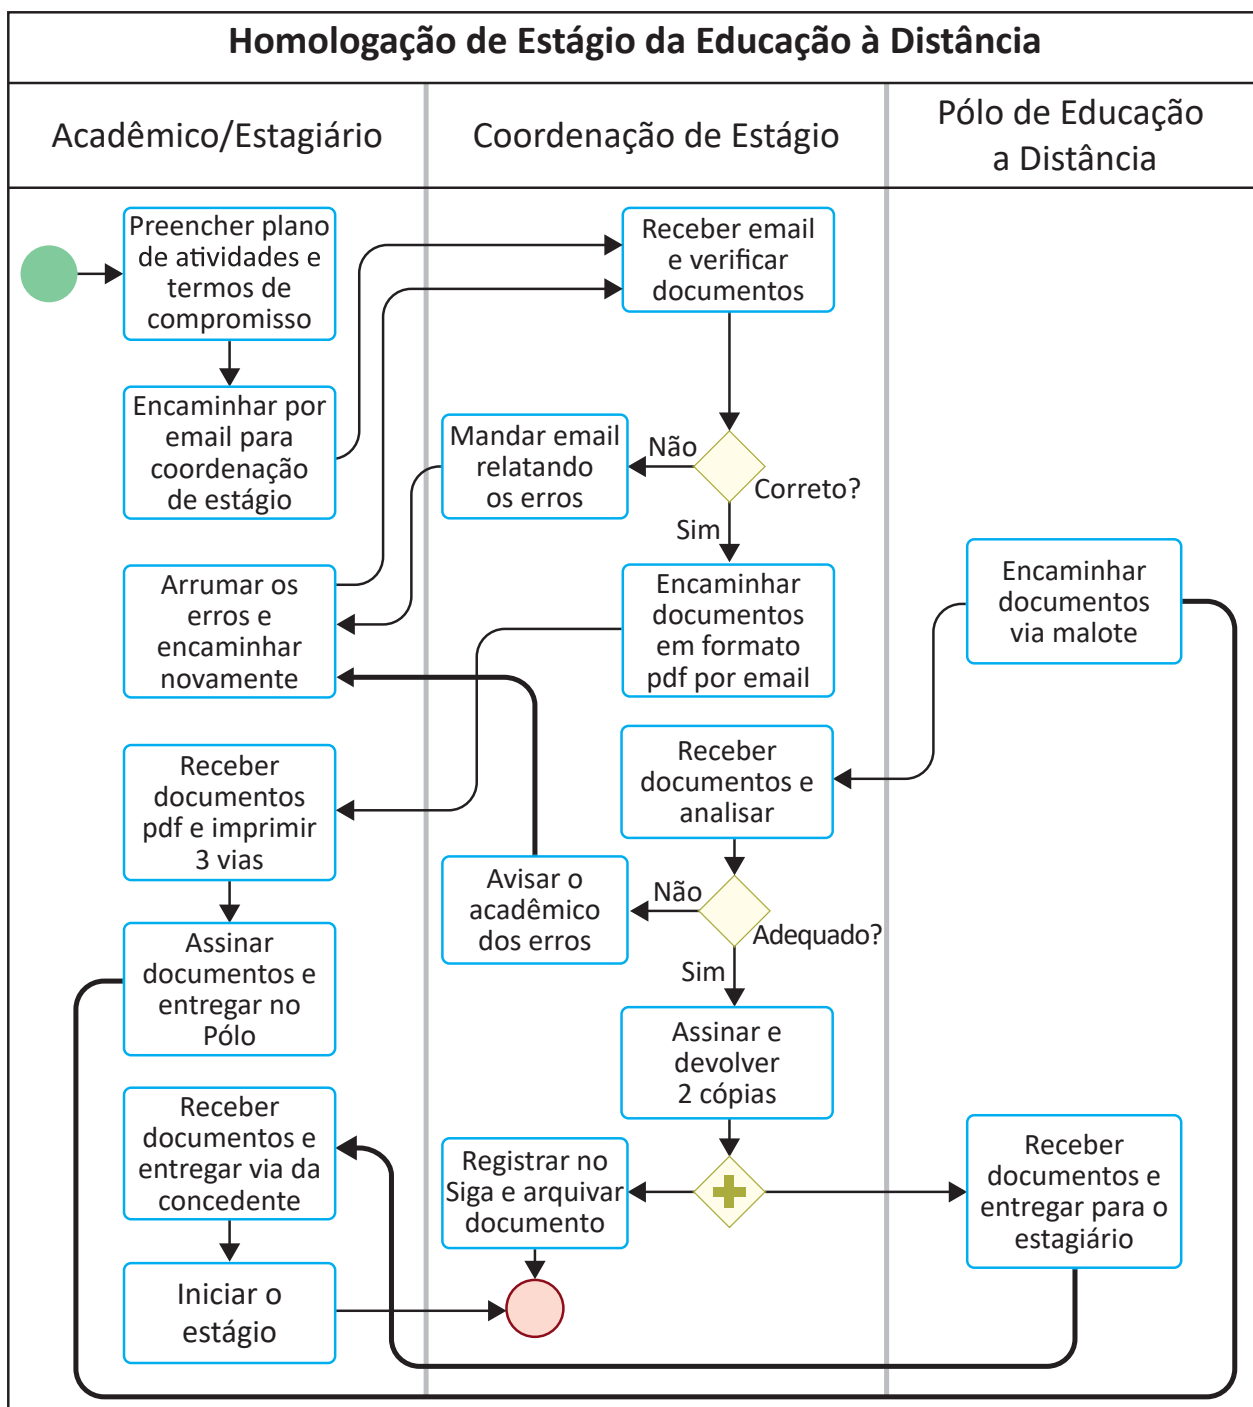 Homologação de Estágio da Educação à Distância
Acadêmico/Estagiário
Coordenação de Estágio
Pólo de Educação
a Distância
Preencher plano
de atividades e
termos de
compromisso
Encaminhar por
email para
coordenação
de estágio
Arrumar os
erros e
encaminhar
novamente
Receber
documentos
pdf e imprimir
3 vias
Assinar
documentos e
entregar no
Pólo
Receber
documentos e
entregar via da
concedente
Iniciar o
estágio
Receber email
e verificar
documentos
Não
Correto?
Sim
Mandar email
relatando
os erros
Encaminhar
documentos
em formato
pdf por email
Receber
documentos e
analisar
Não
Adequado?
Sim
Avisar o
acadêmico
dos erros
Assinar e
devolver
2 cópias
Registrar no
Siga e arquivar
documento
Encaminhar
documentos
via malote
Receber
documentos e
entregar para o
estagiário